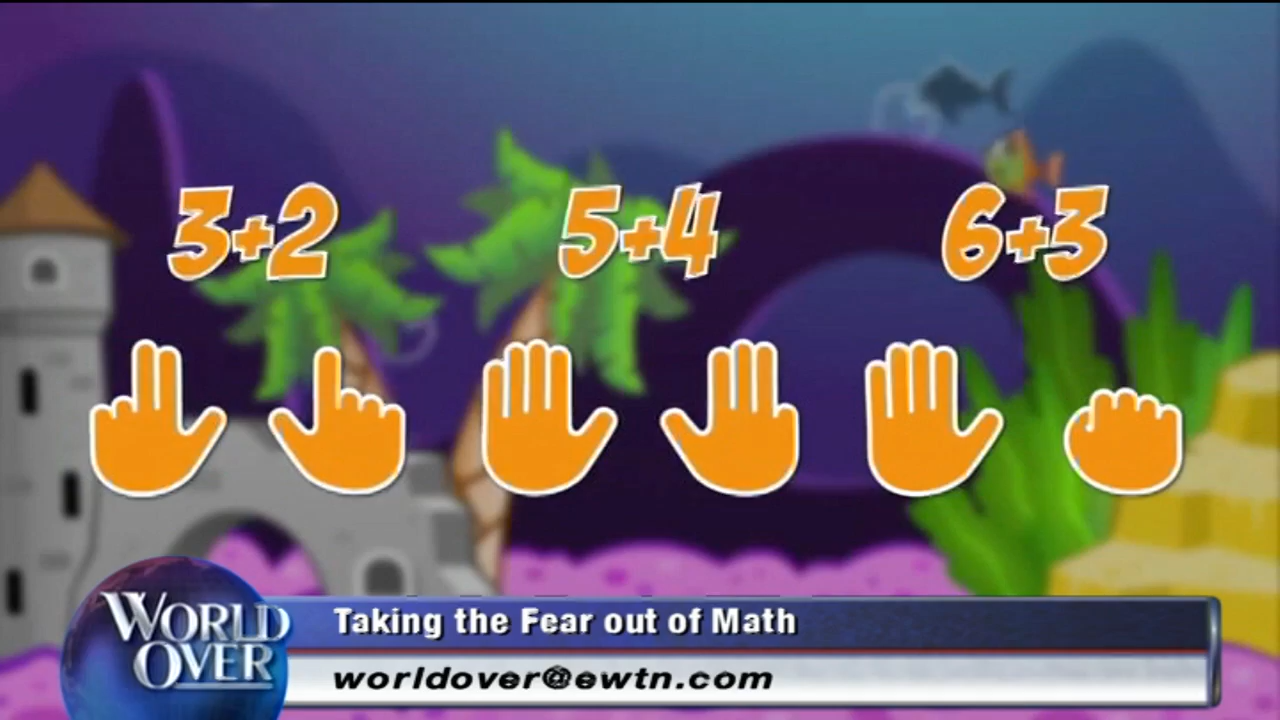 3+2 5+4 6+3
WORLD
OVER
Taking the Fear out of Math
worldover@ewtn.com